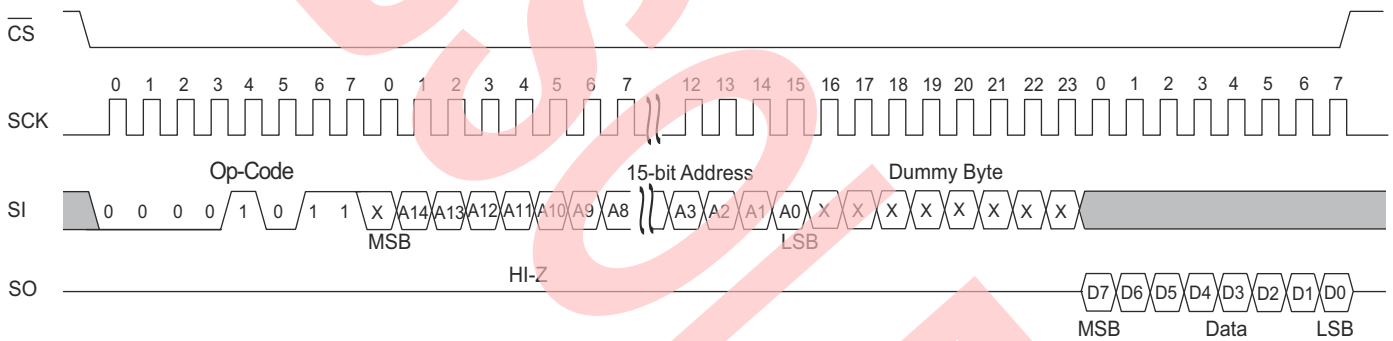 CS
0 1 2 3 4 5 6 7 0 1 2 3 4 5 6 7 12 13 14 15 16 17 18 19 20 21 22 23 0 1 2 3 4 5 6 7
SCK
Op-Code 15-bit Address Dummy Byte
SI 0 0 0 0 1 0 1 1 X A14 A13 A12 A11 A10 A9 A8 A3 A2 A1 A0 X X X X X X X X
MSB LSB
HI-Z
SO D7 D6 D5 D4 D3 D2 D1 D0
MSB Data LSB